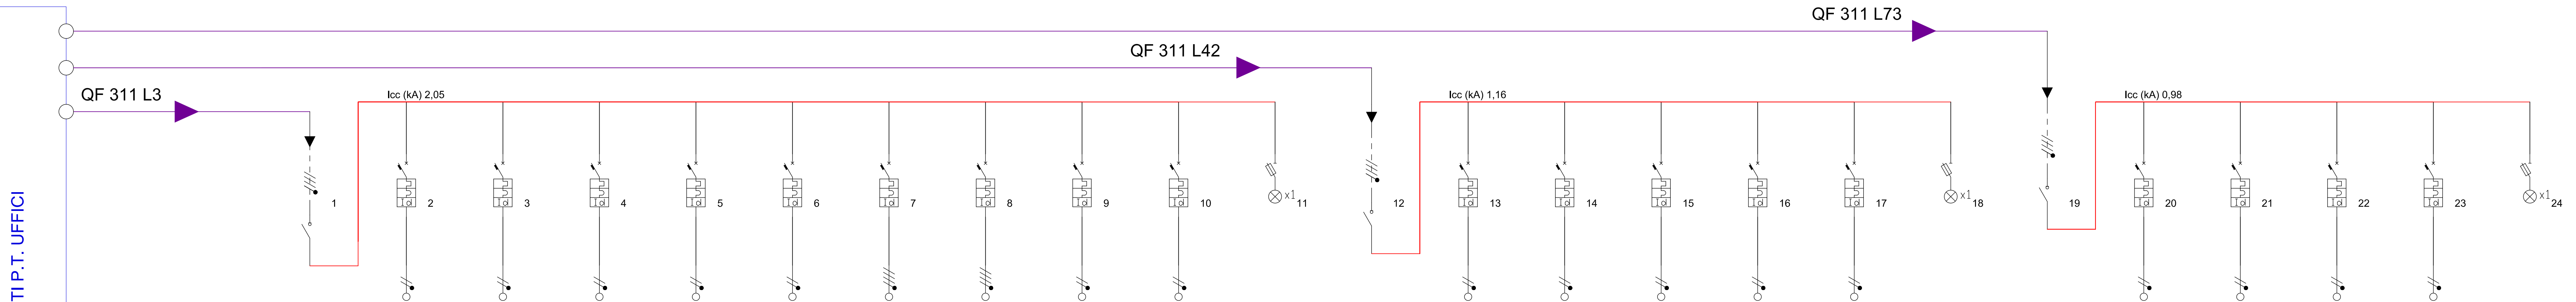 QF 311 L73
QF 311 L42
QF 311 L3
Icc (kA) 2,05
Icc (kA) 1,16
Icc (kA) 0,98
1
2
3
4
5
6
7
8
9
10
x1 11
12
13
14
15
16
17
x1 18
19
20
21
22
23
x1 24
TI P.T. UFFICI